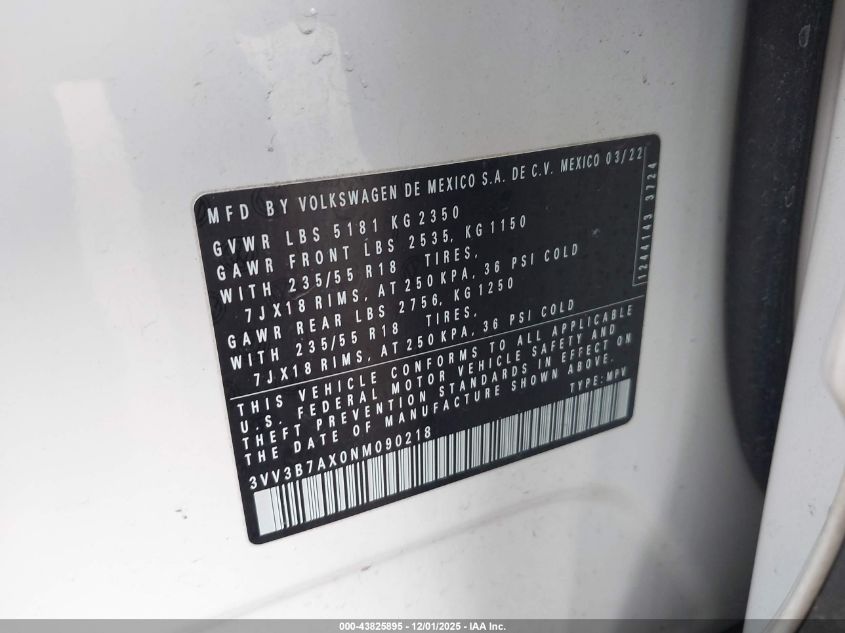 MFD BY VOLKSWAGEN DE MEXICO S.A. DE C.V. MEXICO 03/22
GVWR LBS 5181 KG 2350
GAWR FRONT LBS 2535, KG 1150
WITH 235/55 R18 TIRES,
7JX18 RIMS, AT 250 KPA, 36 PSI COLD
GAWR REAR LBS 2756, KG 1250
WITH 235/55 R18 TIRES,
7JX18 RIMS, AT 250 KPA, 36 PSI COLD
1244143 3724
THIS VEHICLE CONFORMS TO ALL APPLICABLE
U.S. FEDERAL MOTOR VEHICLE SAFETY AND
THEFT PREVENTION STANDARDS IN EFFECT ON
THE DATE OF MANUFACTURE SHOWN ABOVE.
TYPE: MPV
3VV3B7AX0NM090218
000-43825895 - 12/01/2025 - IAA Inc.